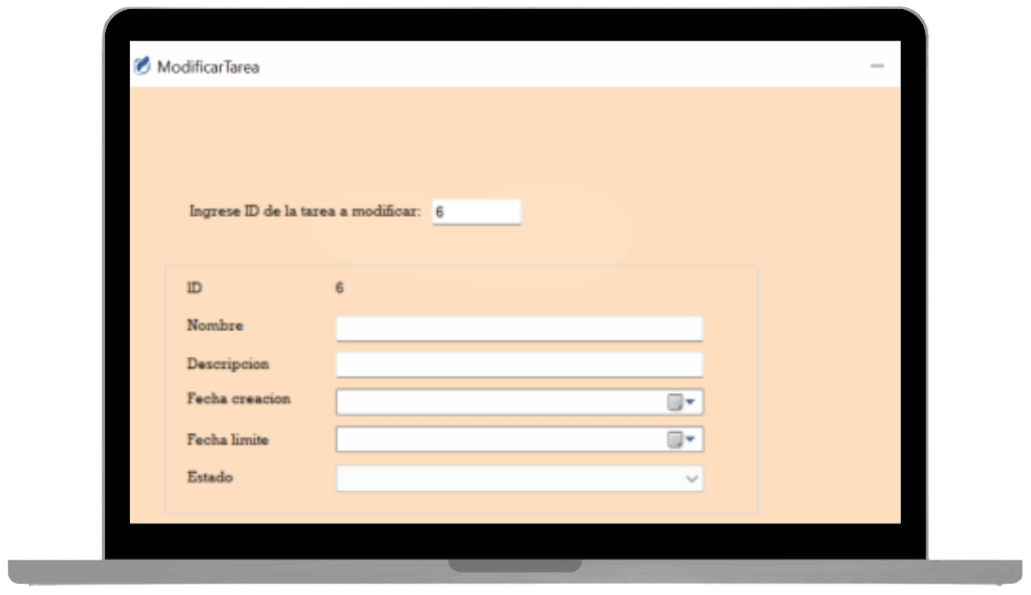 ModificarTarea
Ingrese ID de la tarea a modificar: 6
ID 6
Nombre
Descripcion
Fecha creacion
Fecha limite
Estado